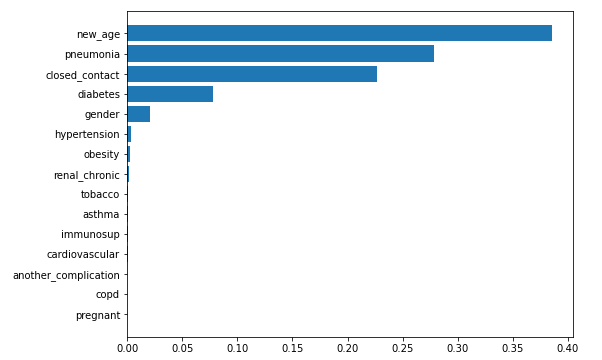 new_age
pneumonia
closed_contact
diabetes
gender
hypertension
obesity
renal_chronic
tobacco
asthma
immunosup
cardiovascular
another_complication
copd
pregnant
0.00 0.05 0.10 0.15 0.20 0.25 0.30 0.35 0.40